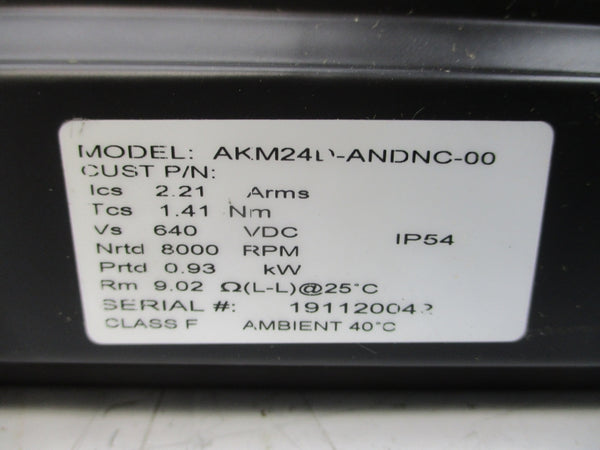 MODEL: AKM24D-ANDNC-00
CUST P/N:
Ics 2.21 Arms
Tcs 1.41 Nm
Vs 640 VDC IP54
Nrtd 8000 RPM
Prtd 0.93 kW
Rm 9.02 Ω(L-L)@25°C
SERIAL #:
CLASS F AMBIENT 40°C